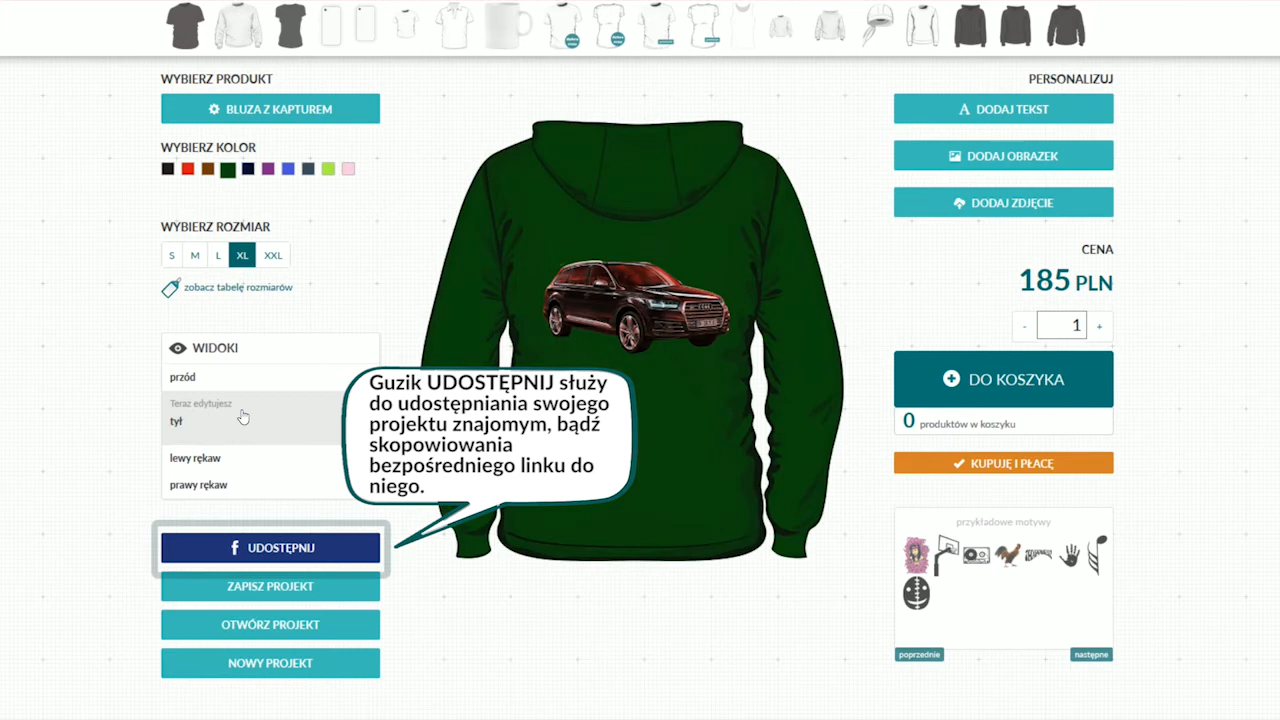 WYBIERZ PRODUKT
BLUZA Z KAPTUREM
WYBIERZ KOLOR
WYBIERZ ROZMIAR
S M L XL XXL
zobacz tabelę rozmiarów
WIDOKI
przód
Teraz edytujesz
tył
lewy rękaw
prawy rękaw
UDOSTĘPNIJ
ZAPISZ PROJEKT
OTWÓRZ PROJEKT
NOWY PROJEKT
Guzik UDOSTĘPNIJ służy
do udostępniania swojego
projektu znajomym, bądź
skopowiowania
bezpośredniego linku do
niego.
PERSONALIZUJ
DODAJ TEKST
DODAJ OBRAZEK
DODAJ ZDJĘCIE
CENA
185 PLN
- 1 +
DO KOSZYKA
0 produktów w koszyku
KUPUJĘ I PŁACĘ
przykładowe motywy
poprzednie
następne